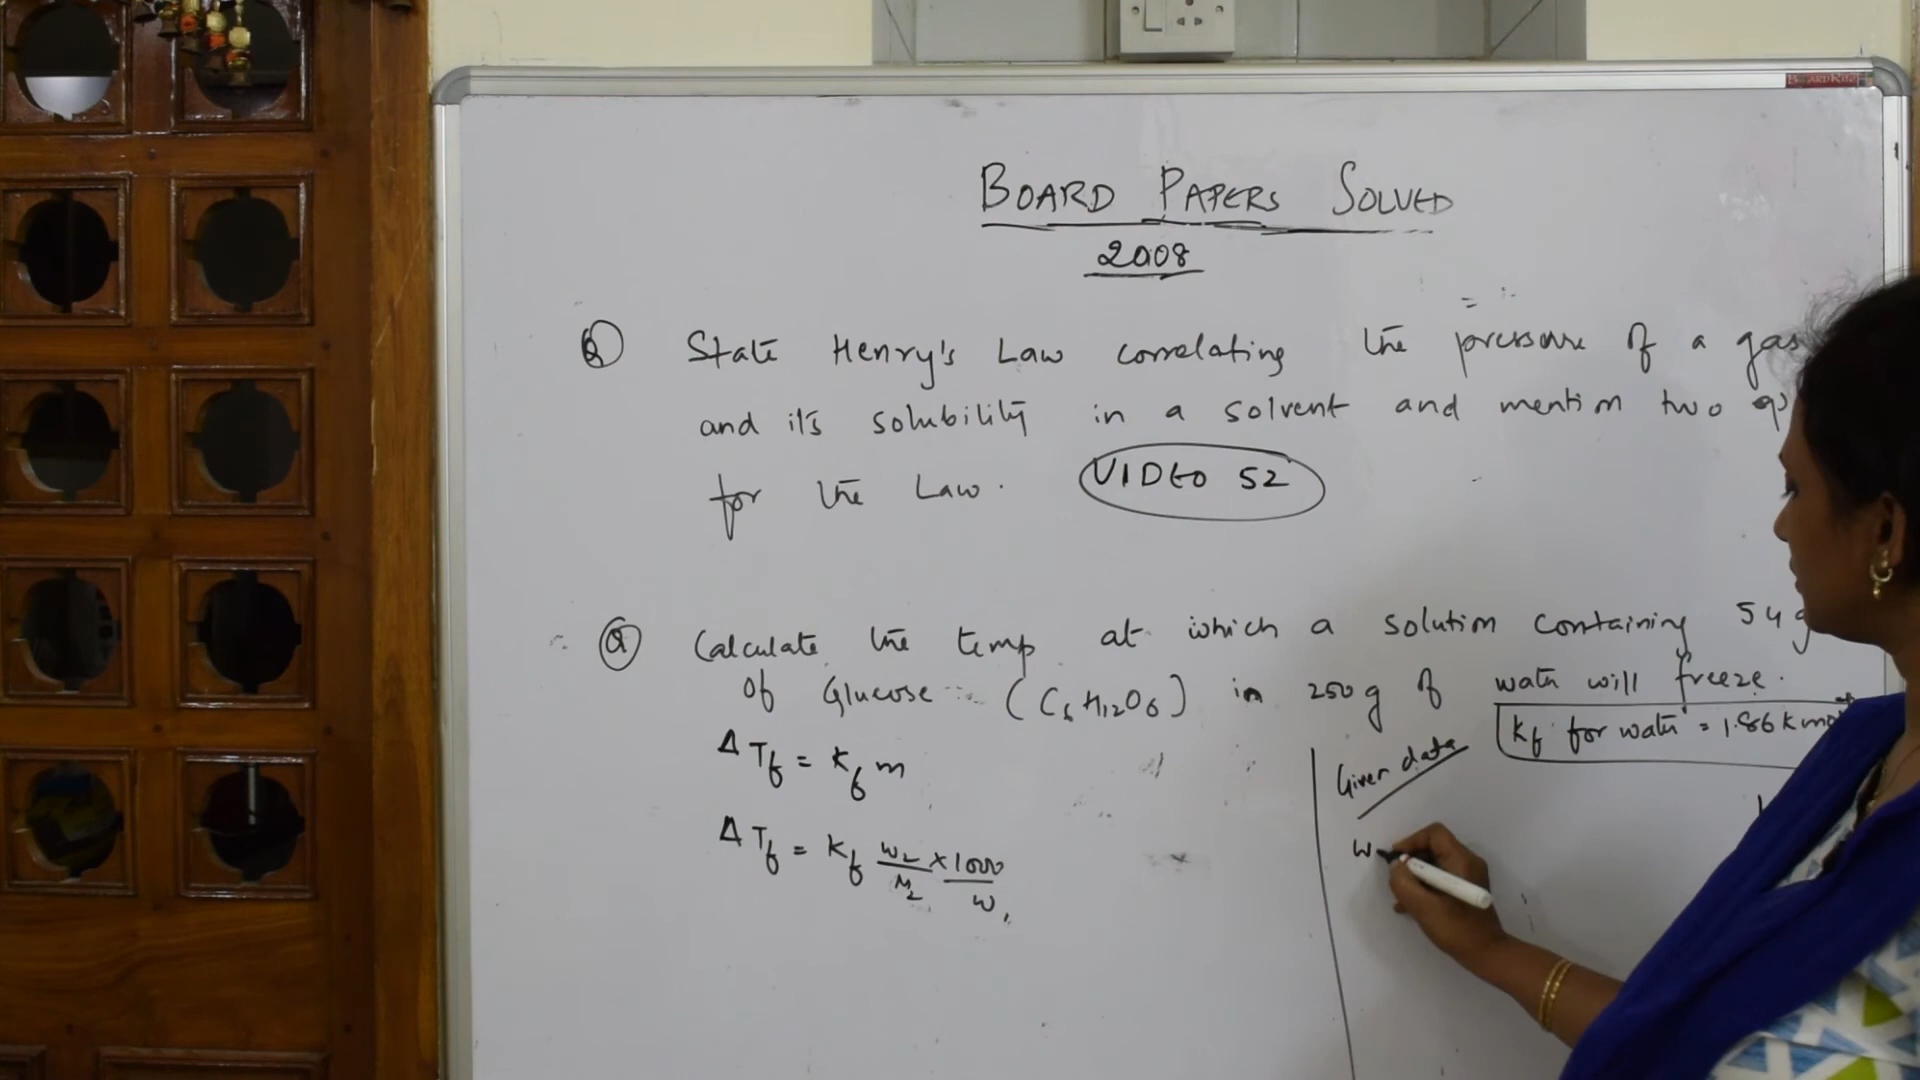 BOARD PAPERS SOLVED
2008
Q State Henry's Law correlating the pressure of a gas
and it's solubility in a solvent and mention two
for the Law. VIDEO 52
Q Calculate the temp at which a solution containing 54 g
of Glucose (C6H12O6) in 250 g of water will freeze.
Kf for water = 1.86 K
ΔTf = Kf m
Given data
ΔTf = Kf w2/M2 × 1000/w1
w